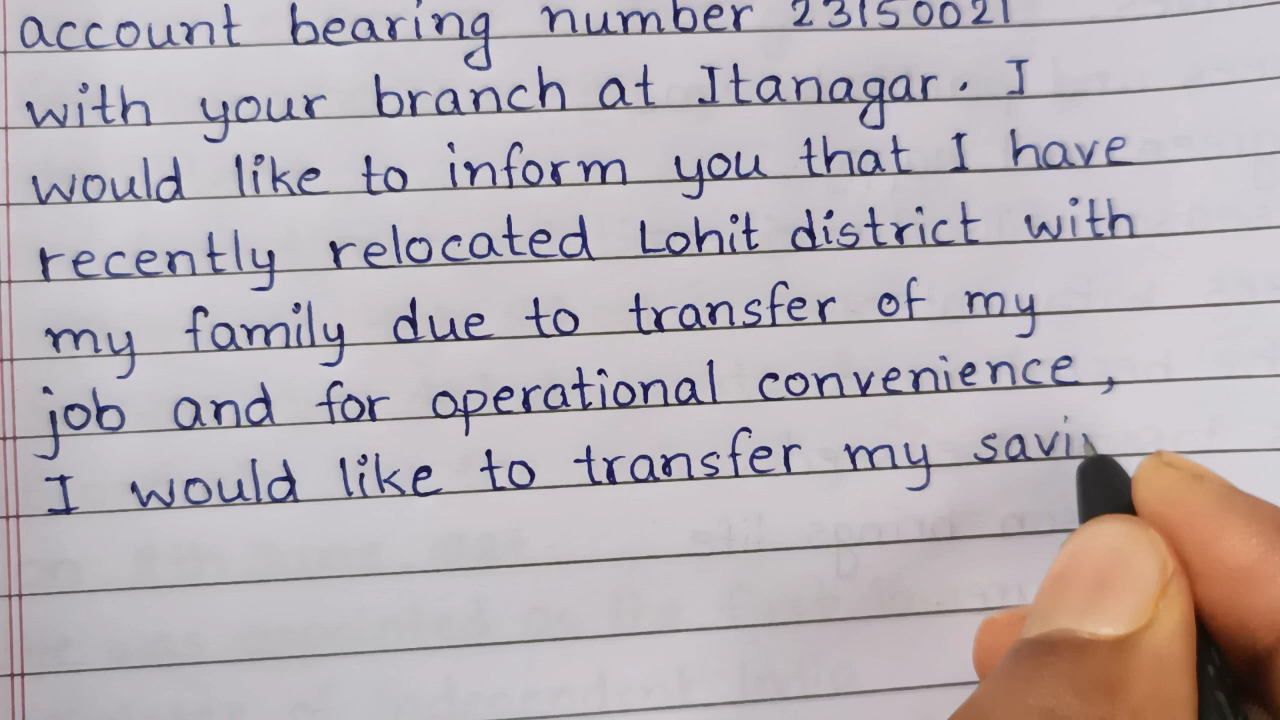 account bearing number 23150021
with your branch at Itanagar. I
would like to inform you that I have
recently relocated Lohit district with
my family due to transfer of my
job and for operational convenience,
I would like to transfer my savin